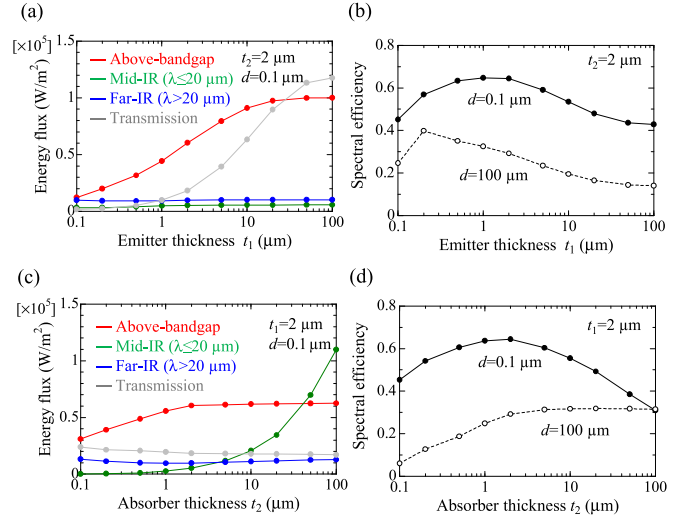 (a)
[×10⁵]
Energy flux (W/m²)
1.5
1
0.5
0
Above-bandgap
Mid-IR (λ≤20 μm)
Far-IR (λ>20 μm)
Transmission
t₂=2 μm
d=0.1 μm
0.1 1 10 100
Emitter thickness t₁ (μm)
(b)
Spectral efficiency
0.8
0.6
0.4
0.2
0
t₂=2 μm
d=0.1 μm
d=100 μm
0.1 1 10 100
Emitter thickness t₁ (μm)
(c)
[×10⁵]
Energy flux (W/m²)
1.5
1
0.5
0
Above-bandgap
Mid-IR (λ≤20 μm)
Far-IR (λ>20 μm)
Transmission
t₁=2 μm
d=0.1 μm
0.1 1 10 100
Absorber thickness t₂ (μm)
(d)
Spectral efficiency
0.8
0.6
0.4
0.2
0
t₁=2 μm
d=0.1 μm
d=100 μm
0.1 1 10 100
Absorber thickness t₂ (μm)